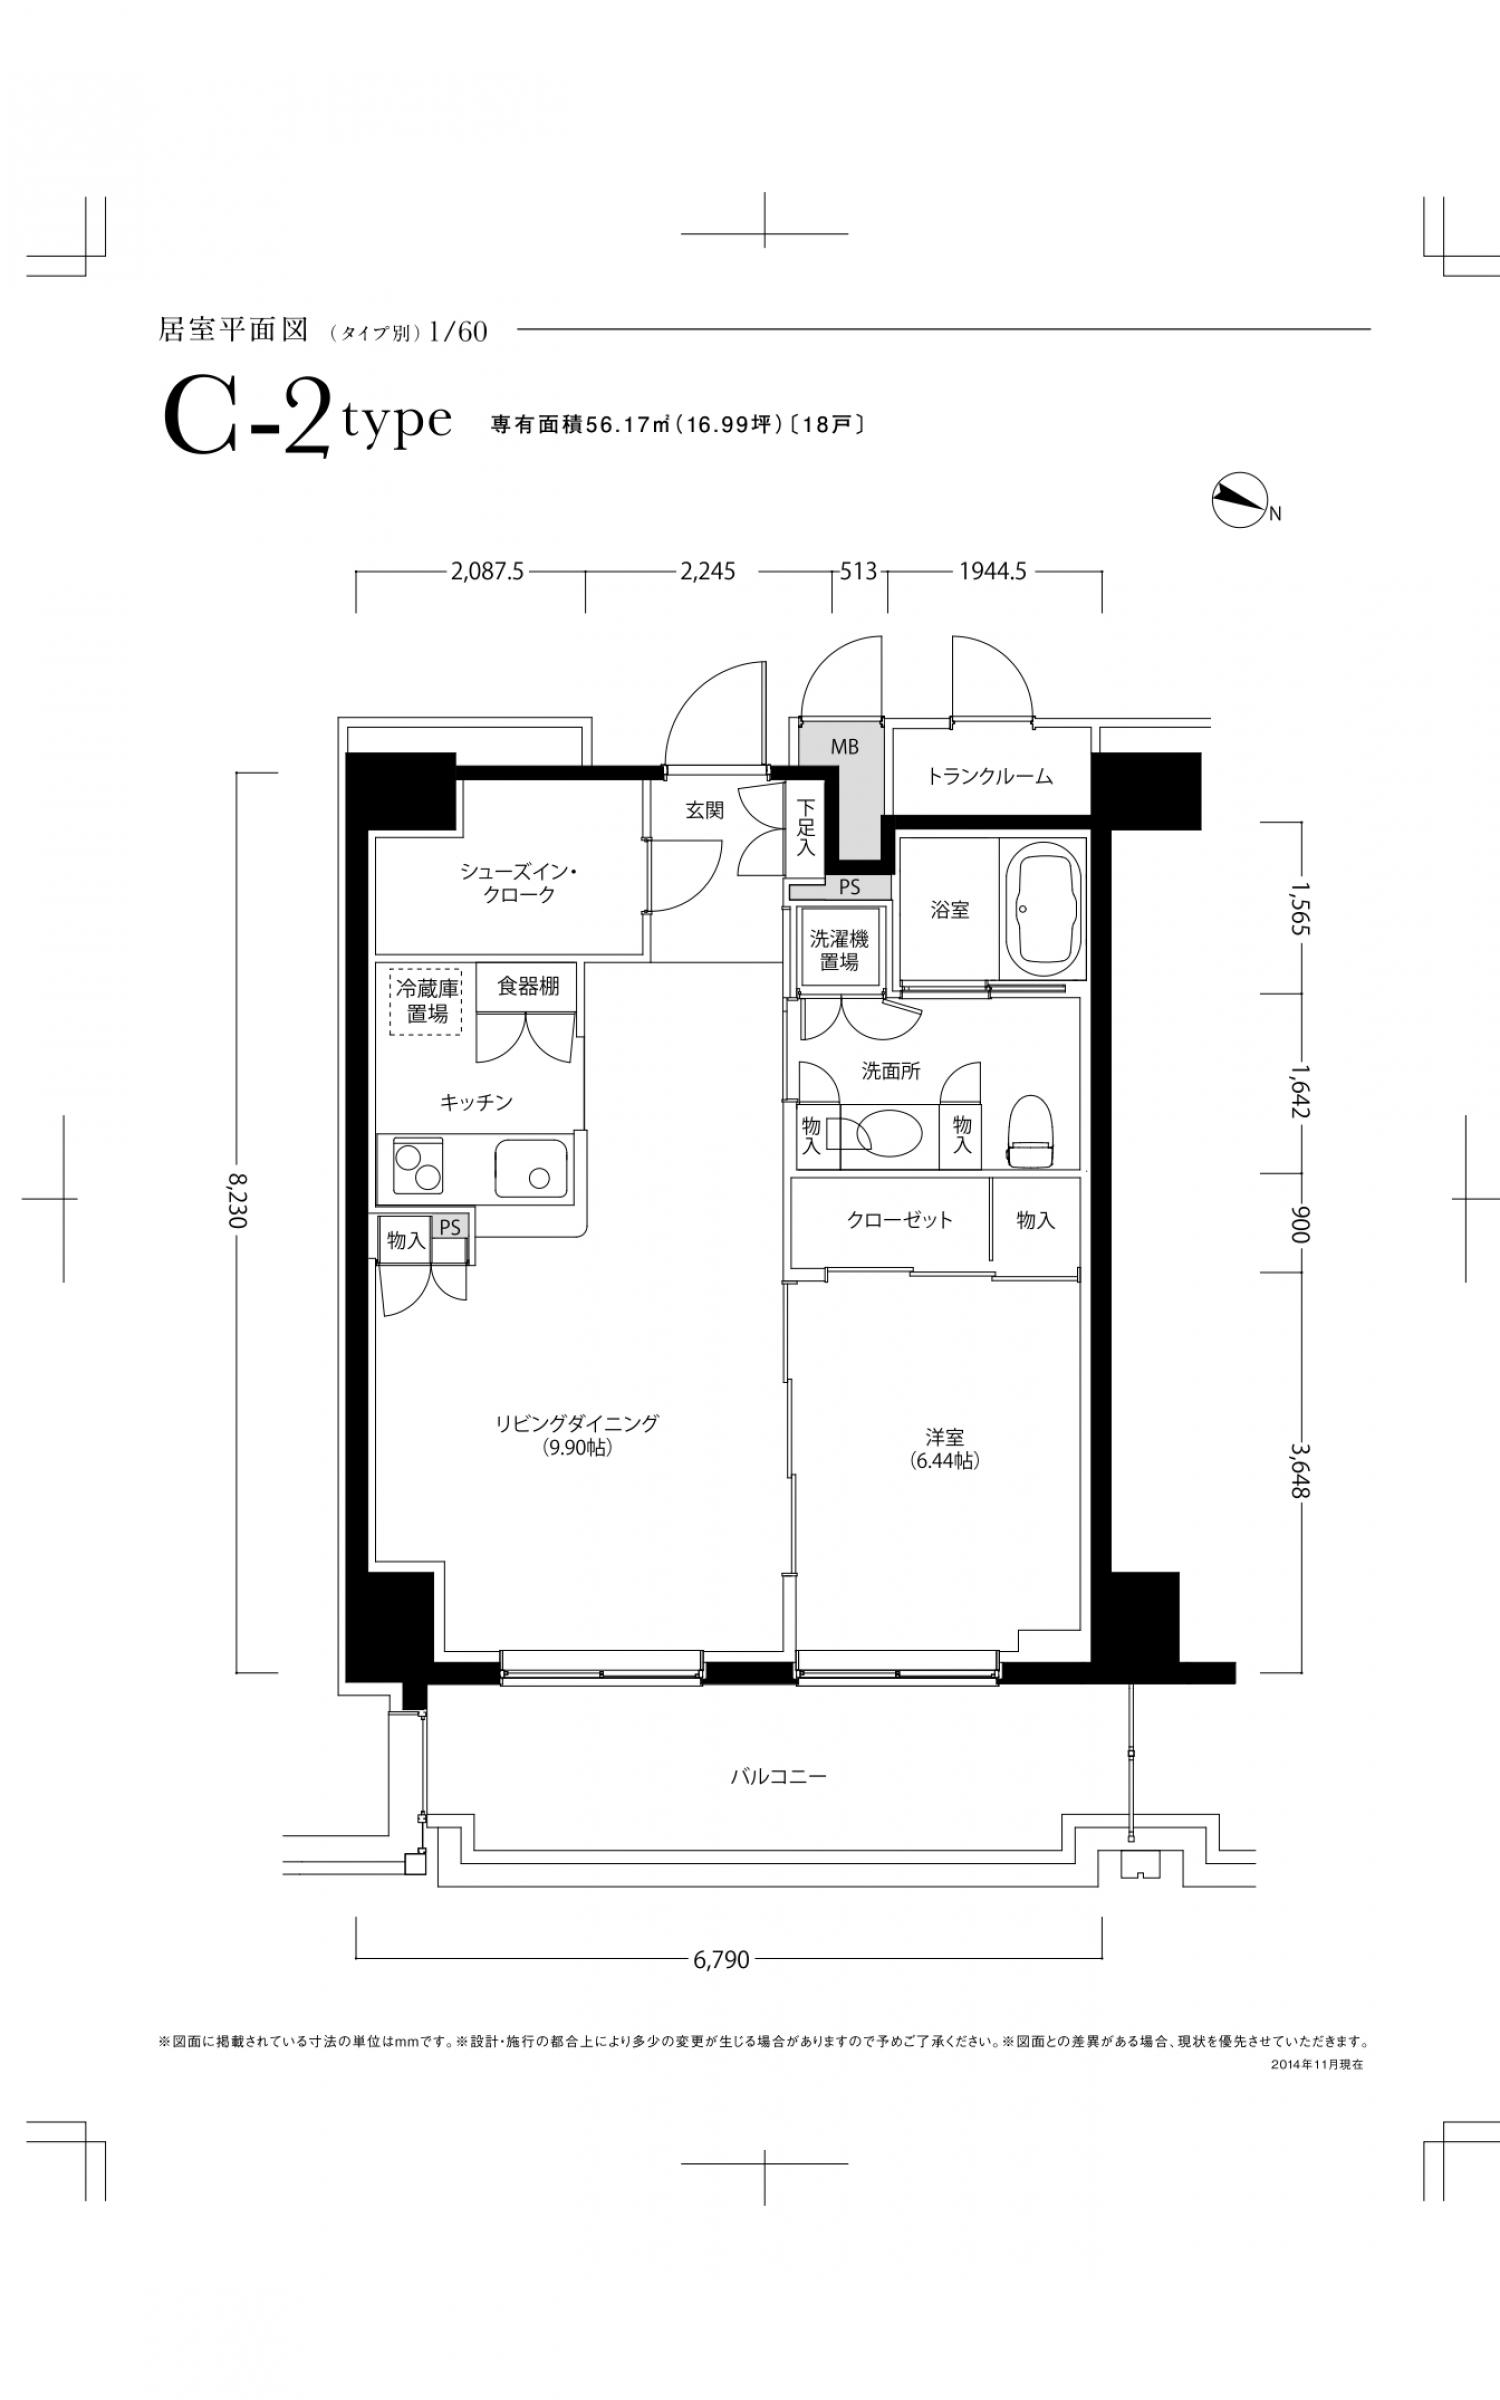 居室平面図 (タイプ別) 1/60
C-2 type 専有面積56.17㎡(16.99坪)〔18戸〕
N
2,087.5 2,245 513 1944.5
MB
トランクルーム
玄関
下足入
シューズイン・
クローク
PS
浴室
1,565
洗濯機
置場
冷蔵庫
置場
食器棚
洗面所
キッチン
1,642
物入
物入
8,230
クローゼット
物入
900
物入
PS
リビングダイニング
(9.90帖)
洋室
(6.44帖)
3,648
バルコニー
6,790
※図面に掲載されている寸法の単位はmmです。※設計・施行の都合上により多少の変更が生じる場合がありますので予めご了承ください。※図面との差異がある場合、現状を優先させていただきます。
2014年11月現在